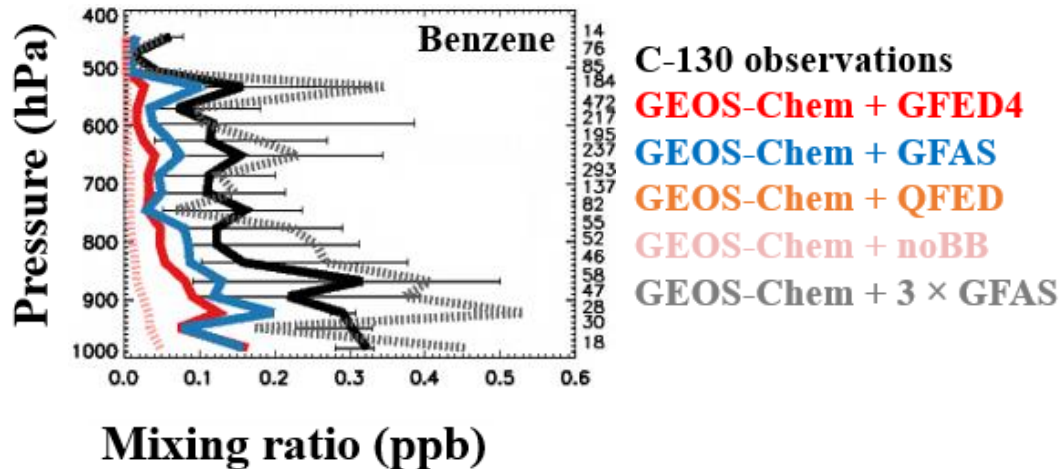 Benzene
Pressure (hPa)
400
500
600
700
800
900
1000
14
76
85
184
472
217
195
237
293
137
82
55
52
46
58
47
28
30
18
0.0 0.1 0.2 0.3 0.4 0.5 0.6
Mixing ratio (ppb)
C-130 observations
GEOS-Chem + GFED4
GEOS-Chem + GFAS
GEOS-Chem + QFED
GEOS-Chem + noBB
GEOS-Chem + 3 × GFAS